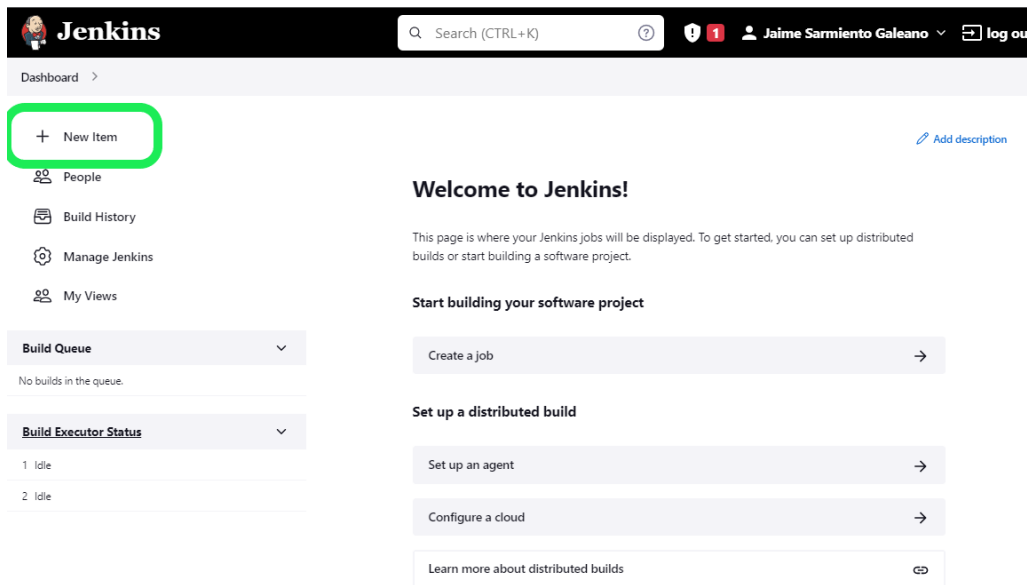 Jenkins
Search (CTRL+K)
1
Jaime Sarmiento Galeano
log ou
Dashboard
New Item
Add description
People
Build History
Manage Jenkins
My Views
Welcome to Jenkins!
This page is where your Jenkins jobs will be displayed. To get started, you can set up distributed
builds or start building a software project.
Start building your software project
Create a job
Set up a distributed build
Set up an agent
Configure a cloud
Learn more about distributed builds
Build Queue
No builds in the queue.
Build Executor Status
1 Idle
2 Idle